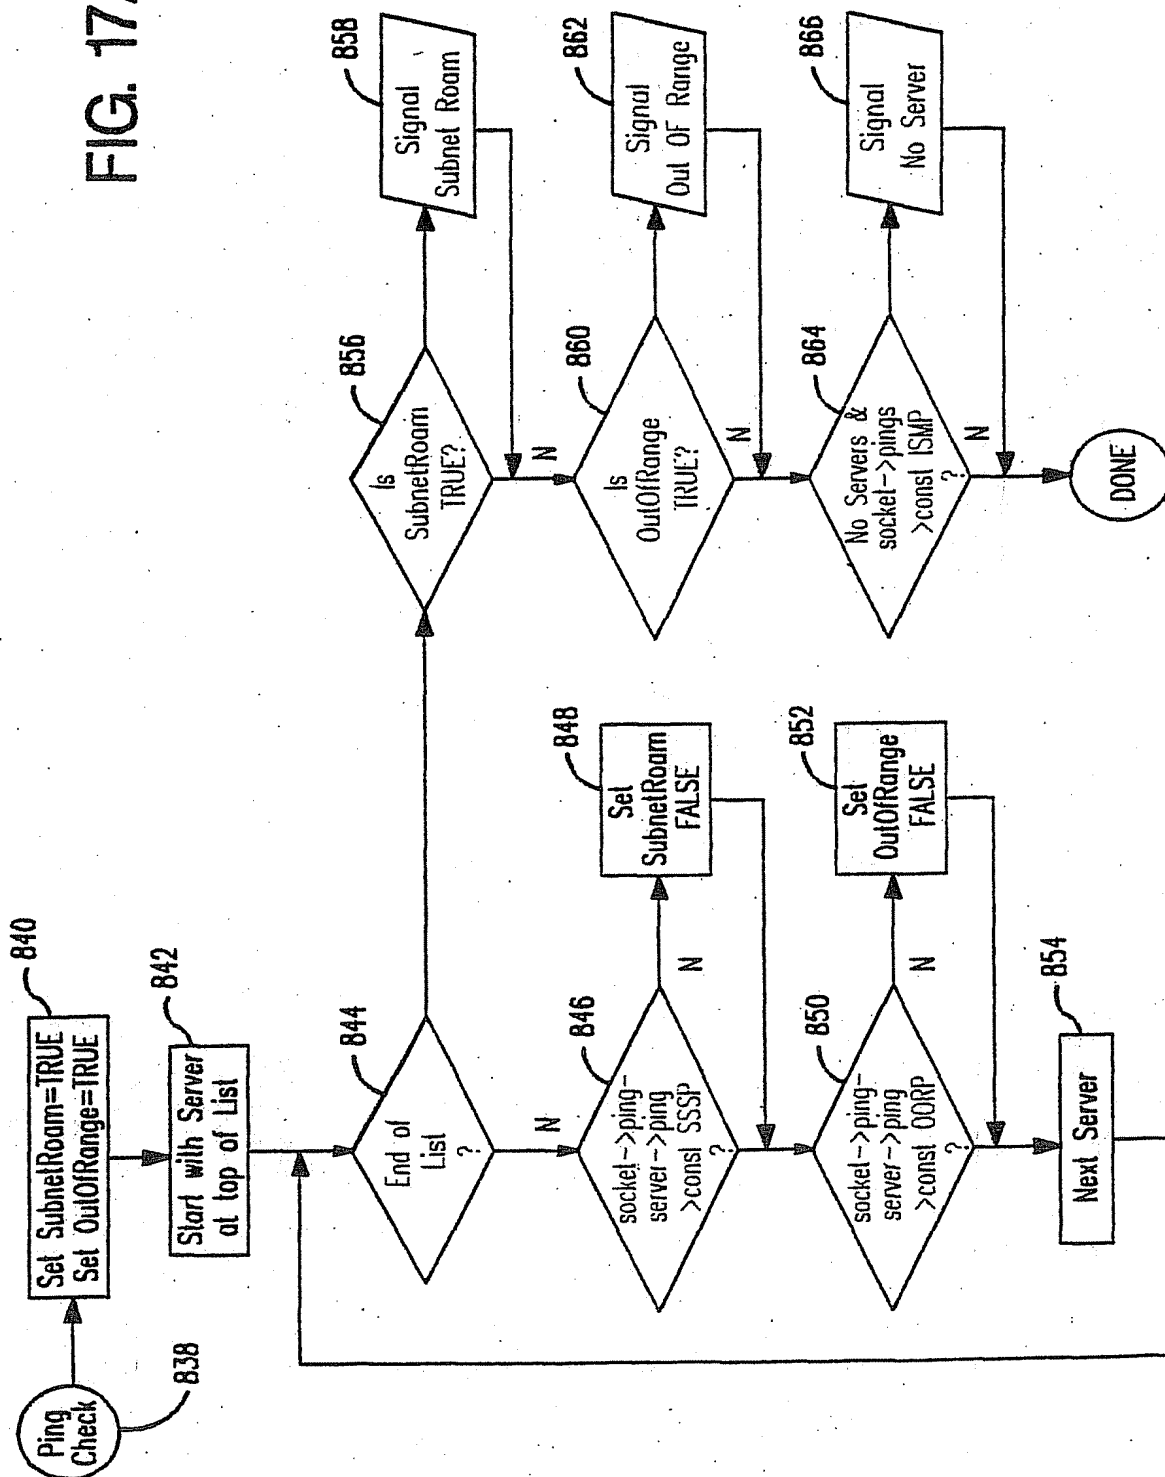 FIG. 17
Ping
Check
838
Set SubnetRoam=TRUE
Set OutOfRange=TRUE
840
Start with Server
at top of List
842
End of
List
?
844
N
socket->ping-
server->ping
>const SSSP
?
846
N
Set
SubnetRoam
FALSE
848
socket->ping-
server->ping
>const OORP
?
850
N
Set
OutOfRange
FALSE
852
Next Server
854
Is
SubnetRoam
TRUE?
856
N
Signal
Subnet Roam
858
Is
OutOfRange
TRUE?
860
N
Signal
Out OF Range
862
No Servers &
socket->pings
>const ISMP
?
864
N
Signal
No Server
866
DONE